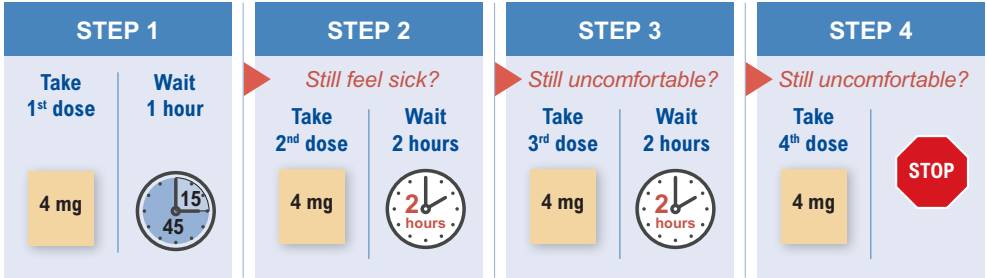 STEP 1
Take
1st dose
Wait
1 hour
4 mg
15
45
STEP 2
Still feel sick?
Take
2nd dose
Wait
2 hours
4 mg
2
hours
STEP 3
Still uncomfortable?
Take
3rd dose
Wait
2 hours
4 mg
2
hours
STEP 4
Still uncomfortable?
Take
4th dose
4 mg
STOP